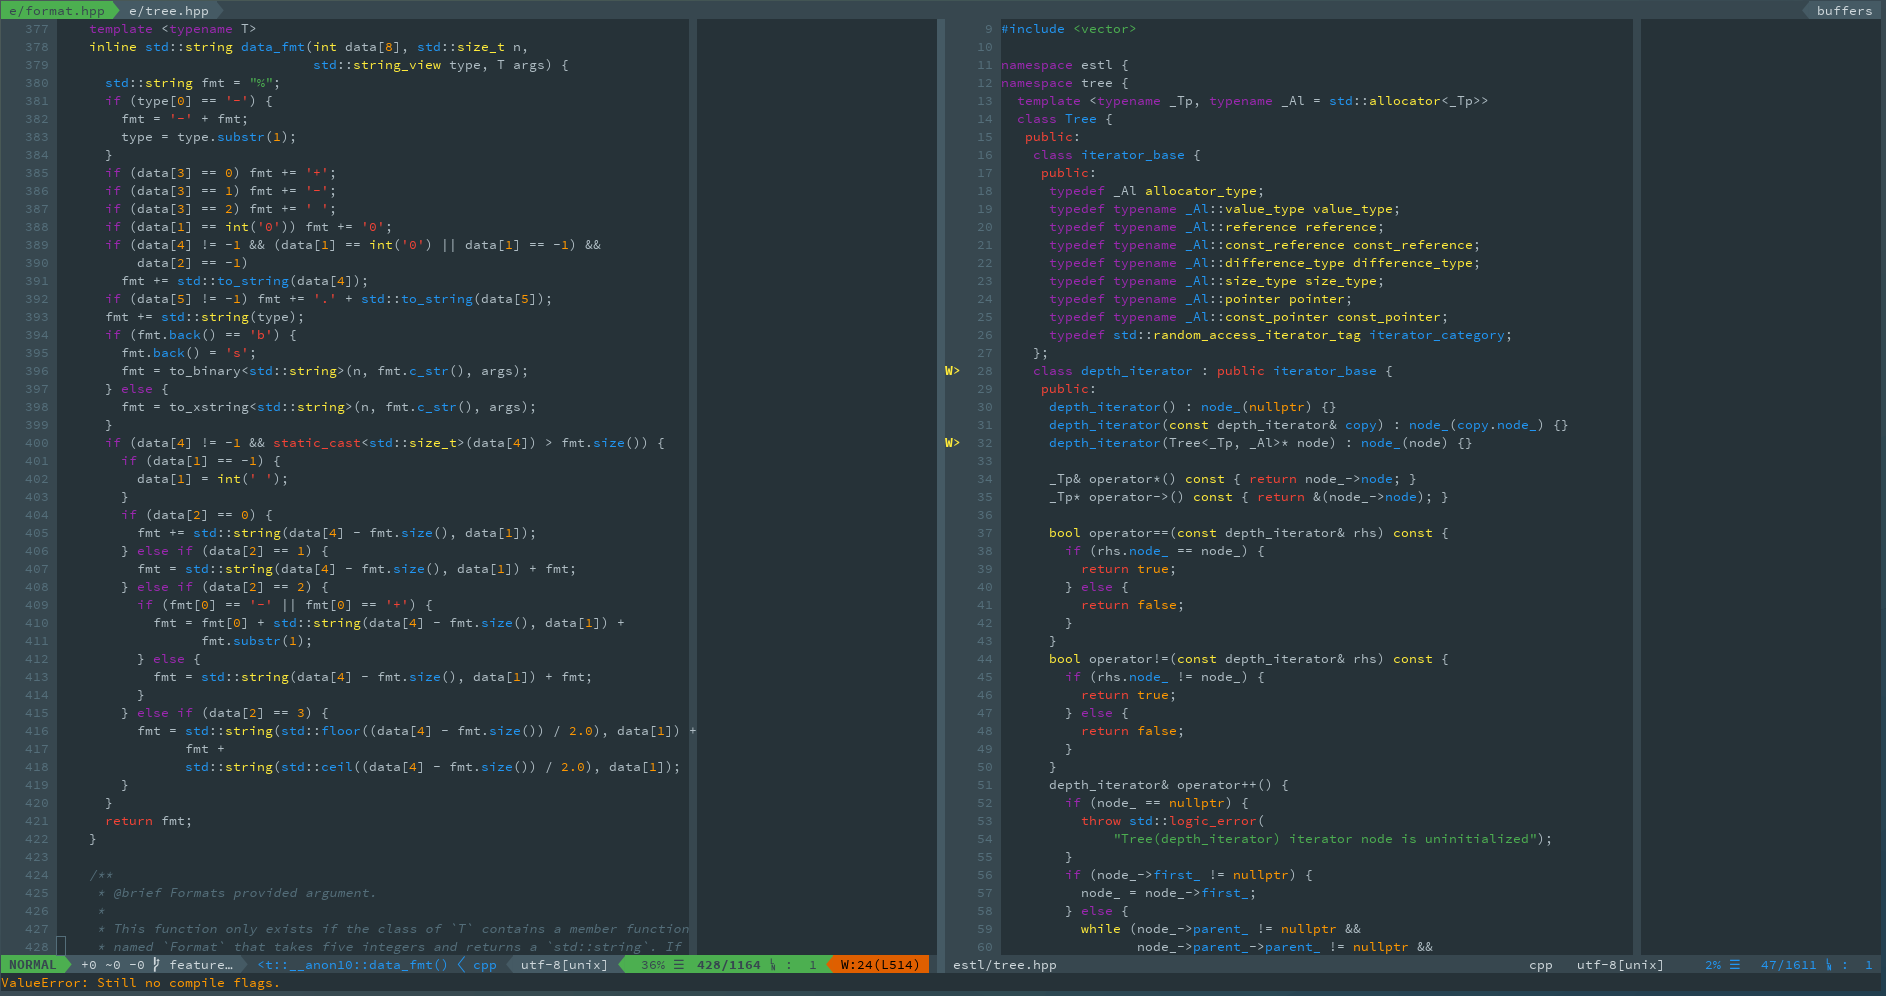 e/format.hpp e/tree.hpp buffers
377 template <typename T>
378 inline std::string data_fmt(int data[8], std::size_t n,
379 std::string_view type, T args) {
380 std::string fmt = "%";
381 if (type[0] == '-') {
382 fmt = '-' + fmt;
383 type = type.substr(1);
384 }
385 if (data[3] == 0) fmt += '+';
386 if (data[3] == 1) fmt += '-';
387 if (data[3] == 2) fmt += ' ';
388 if (data[1] == int('0')) fmt += '0';
389 if (data[4] != -1 && (data[1] == int('0') || data[1] == -1) &&
390 data[2] == -1)
391 fmt += std::to_string(data[4]);
392 if (data[5] != -1) fmt += '.' + std::to_string(data[5]);
393 fmt += std::string(type);
394 if (fmt.back() == 'b') {
395 fmt.back() = 's';
396 fmt = to_binary<std::string>(n, fmt.c_str(), args);
397 } else {
398 fmt = to_xstring<std::string>(n, fmt.c_str(), args);
399 }
400 if (data[4] != -1 && static_cast<std::size_t>(data[4]) > fmt.size()) {
401 if (data[1] == -1) {
402 data[1] = int(' ');
403 }
404 if (data[2] == 0) {
405 fmt += std::string(data[4] - fmt.size(), data[1]);
406 } else if (data[2] == 1) {
407 fmt = std::string(data[4] - fmt.size(), data[1]) + fmt;
408 } else if (data[2] == 2) {
409 if (fmt[0] == '-' || fmt[0] == '+') {
410 fmt = fmt[0] + std::string(data[4] - fmt.size(), data[1]) +
411 fmt.substr(1);
412 } else {
413 fmt = std::string(data[4] - fmt.size(), data[1]) + fmt;
414 }
415 } else if (data[2] == 3) {
416 fmt = std::string(std::floor((data[4] - fmt.size()) / 2.0), data[1]) +
417 fmt +
418 std::string(std::ceil((data[4] - fmt.size()) / 2.0), data[1]);
419 }
420 }
421 return fmt;
422 }
423
424 /**
425 * @brief Formats provided argument.
426 *
427 * This function only exists if the class of `T` contains a member function
428 * named `Format` that takes five integers and returns a `std::string`. If
NORMAL +0 ~0 -0 feature… <t::__anon10::data_fmt() cpp utf-8[unix] 36% ☰ 428/1164 : 1 W:24(L514)
9 #include <vector>
10
11 namespace estl {
12 namespace tree {
13 template <typename _Tp, typename _Al = std::allocator<_Tp>>
14 class Tree {
15 public:
16 class iterator_base {
17 public:
18 typedef _Al allocator_type;
19 typedef typename _Al::value_type value_type;
20 typedef typename _Al::reference reference;
21 typedef typename _Al::const_reference const_reference;
22 typedef typename _Al::difference_type difference_type;
23 typedef typename _Al::size_type size_type;
24 typedef typename _Al::pointer pointer;
25 typedef typename _Al::const_pointer const_pointer;
26 typedef std::random_access_iterator_tag iterator_category;
27 };
W> 28 class depth_iterator : public iterator_base {
29 public:
30 depth_iterator() : node_(nullptr) {}
31 depth_iterator(const depth_iterator& copy) : node_(copy.node_) {}
W> 32 depth_iterator(Tree<_Tp, _Al>* node) : node_(node) {}
33
34 _Tp& operator*() const { return node_->node; }
35 _Tp* operator->() const { return &(node_->node); }
36
37 bool operator==(const depth_iterator& rhs) const {
38 if (rhs.node_ == node_) {
39 return true;
40 } else {
41 return false;
42 }
43 }
44 bool operator!=(const depth_iterator& rhs) const {
45 if (rhs.node_ != node_) {
46 return true;
47 } else {
48 return false;
49 }
50 }
51 depth_iterator& operator++() {
52 if (node_ == nullptr) {
53 throw std::logic_error(
54 "Tree(depth_iterator) iterator node is uninitialized");
55 }
56 if (node_->first_ != nullptr) {
57 node_ = node_->first_;
58 } else {
59 while (node_->parent_ != nullptr &&
60 node_->parent_->parent_ != nullptr &&
estl/tree.hpp cpp utf-8[unix] 2% ☰ 47/1611 : 1
ValueError: Still no compile flags.